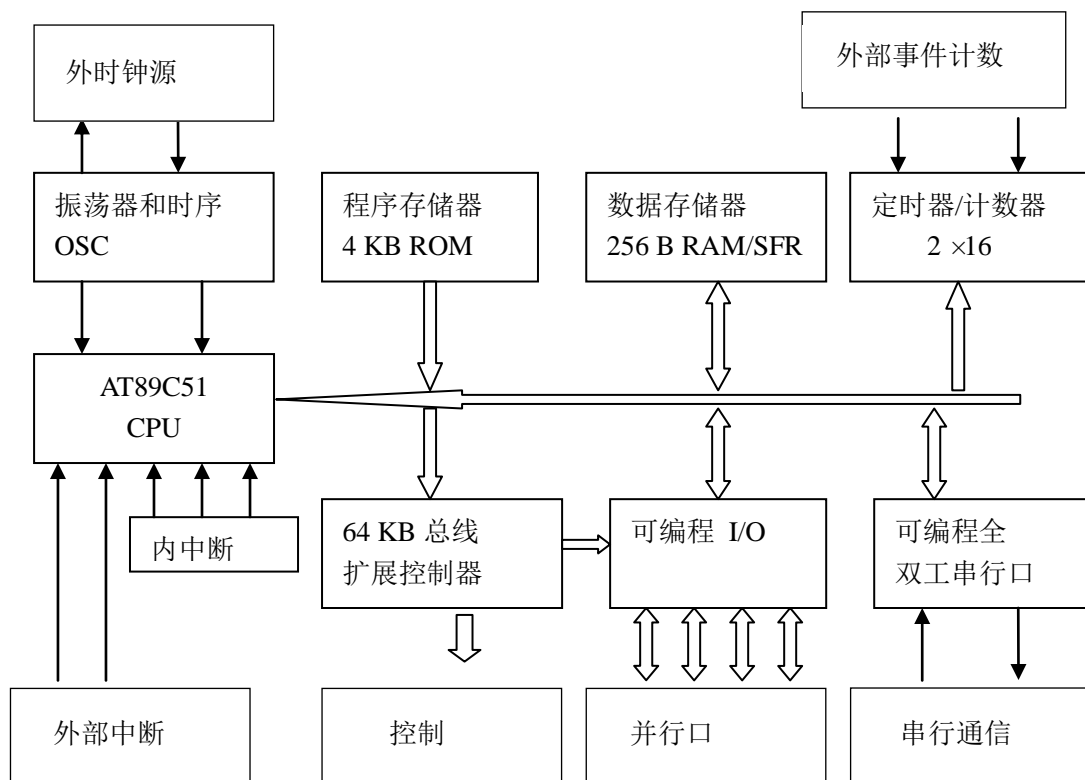 外时钟源
外部事件计数
振荡器和时序
OSC
程序存储器
4 KB ROM
数据存储器
256 B RAM/SFR
定时器/计数器
2 ×16
AT89C51
CPU
内中断
64 KB 总线
扩展控制器
可编程 I/O
可编程全
双工串行口
外部中断
控制
并行口
串行通信